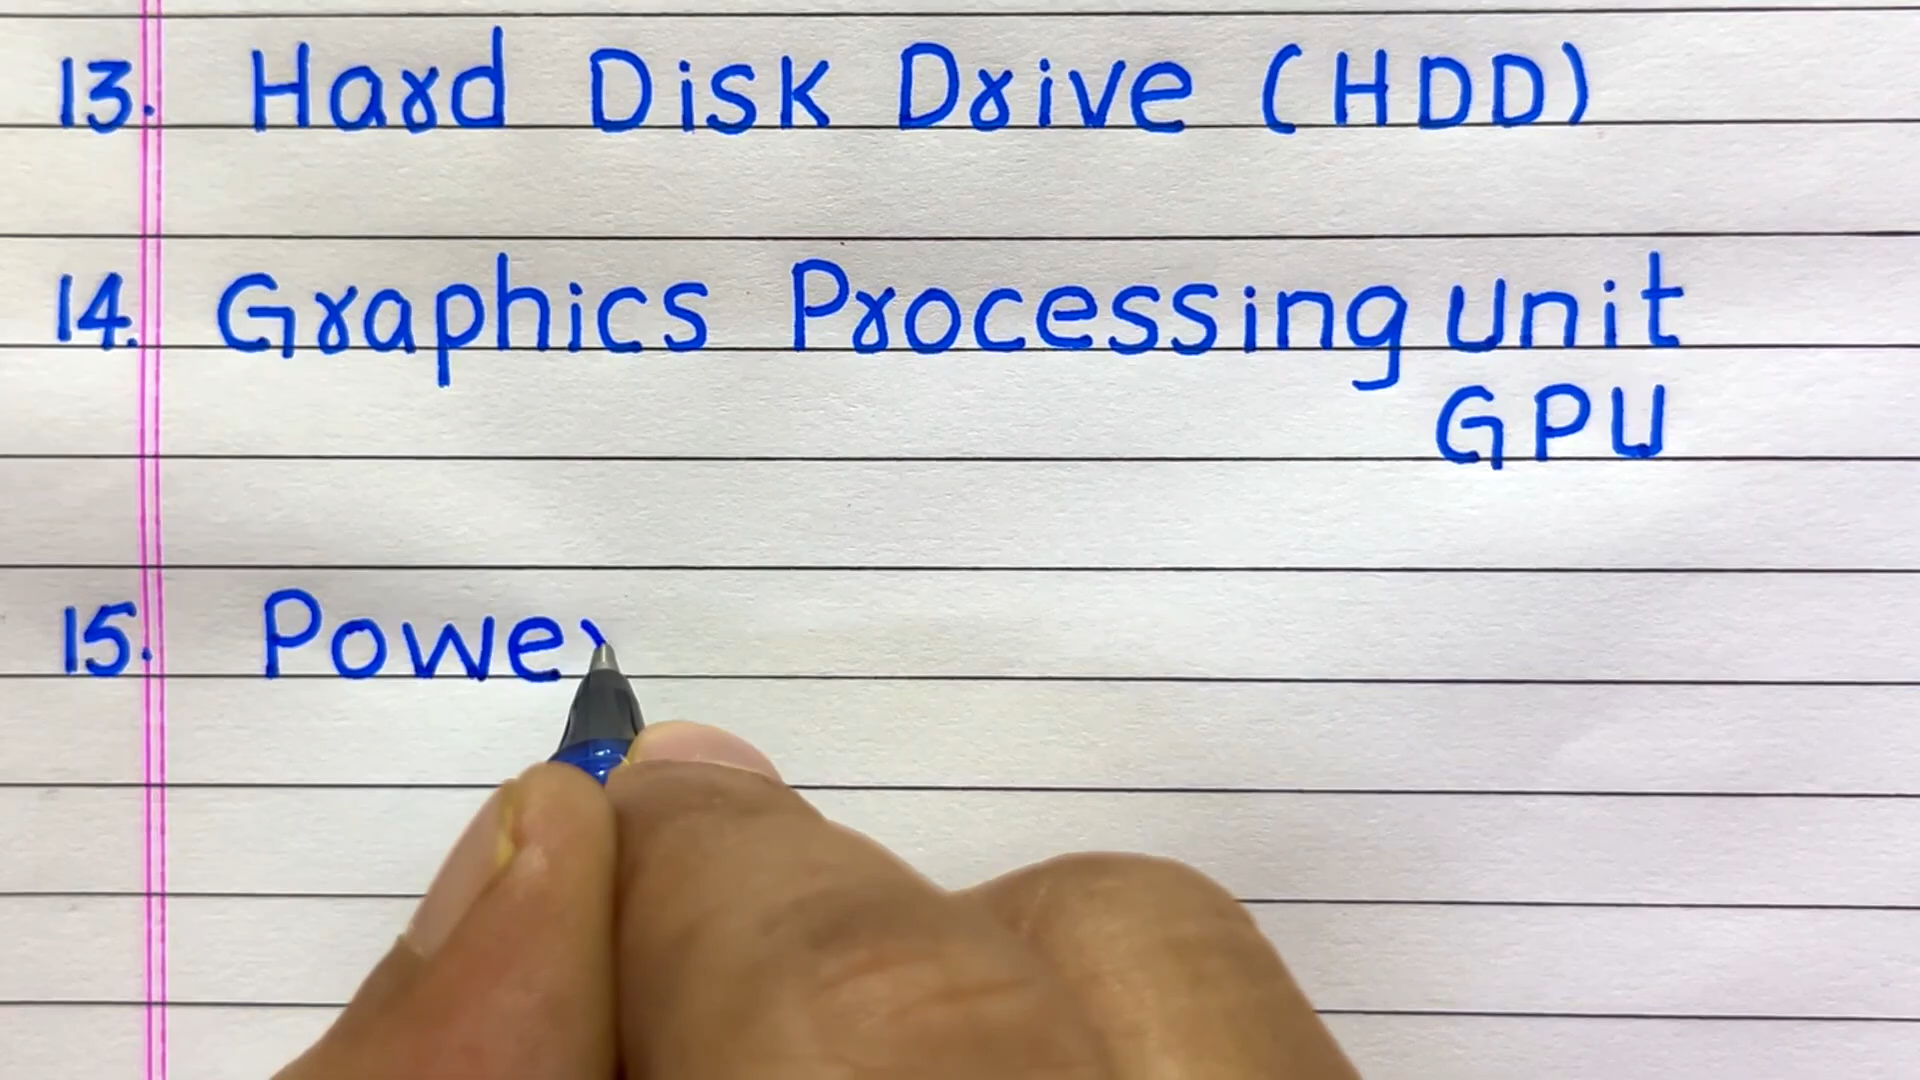 13. Hard Disk Drive (HDD)
14. Graphics Processing Unit
GPU
15. Powe